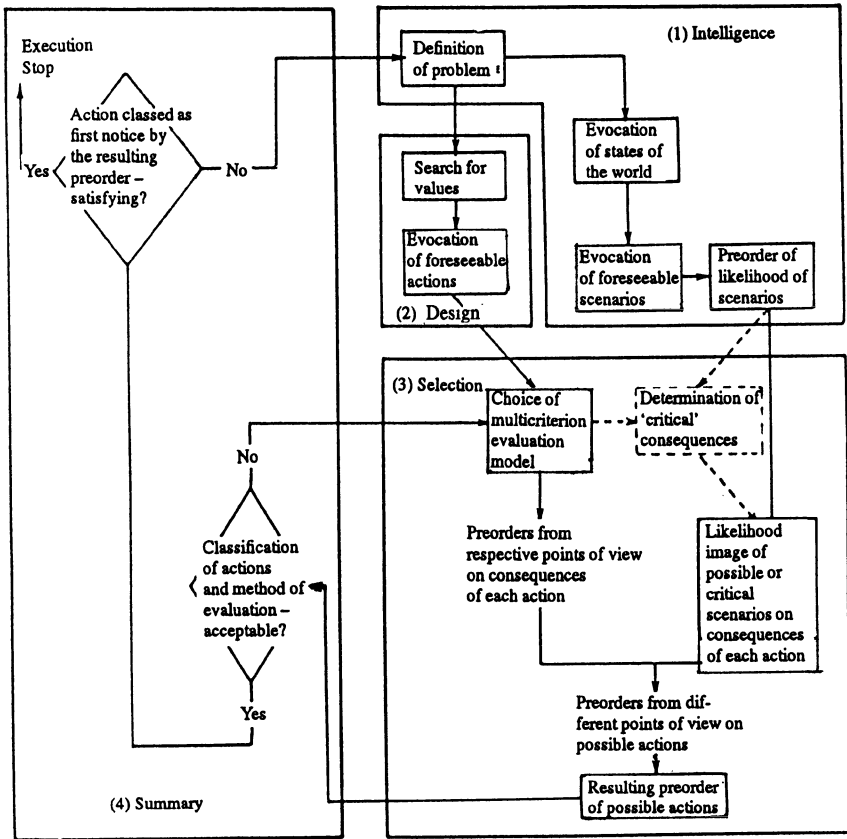 Execution
Stop
Action classed as
first notice by
the resulting
preorder –
satisfying?
Yes
No
Definition
of problem
(1) Intelligence
Evocation
of states of
the world
Search for
values
Evocation
of foreseeable
actions
(2) Design
Evocation
of foreseeable
scenarios
Preorder of
likelihood of
scenarios
(3) Selection
Choice of
multicriterion
evaluation
model
Determination of
'critical'
consequences
No
Classification
of actions
and method of
evaluation –
acceptable?
Yes
Preorders from
respective points of view
on consequences
of each action
Likelihood
image of
possible or
critical
scenarios on
consequences
of each action
Preorders from dif-
ferent points of view on
possible actions
Resulting preorder
of possible actions
(4) Summary